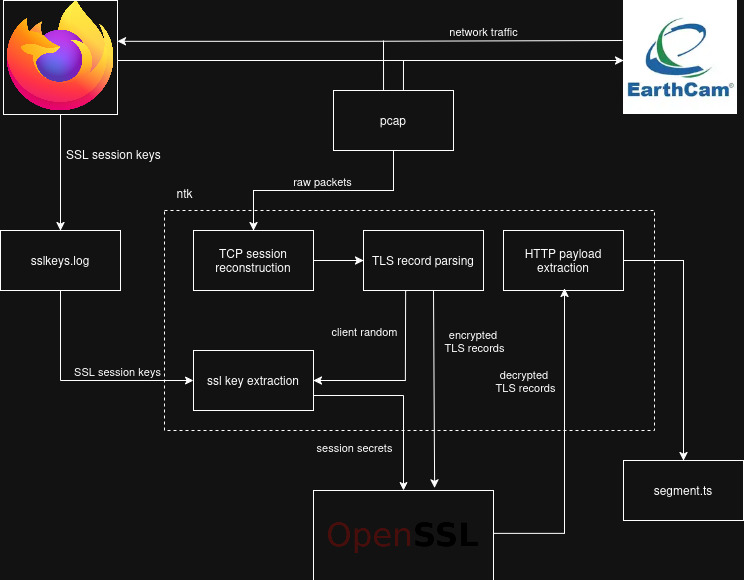 network traffic
EarthCam®
pcap
SSL session keys
raw packets
ntk
sslkeys.log
TCP session
reconstruction
TLS record parsing
HTTP payload
extraction
client random
encrypted
TLS records
SSL session keys
ssl key extraction
decrypted
TLS records
session secrets
segment.ts
OpenSSL